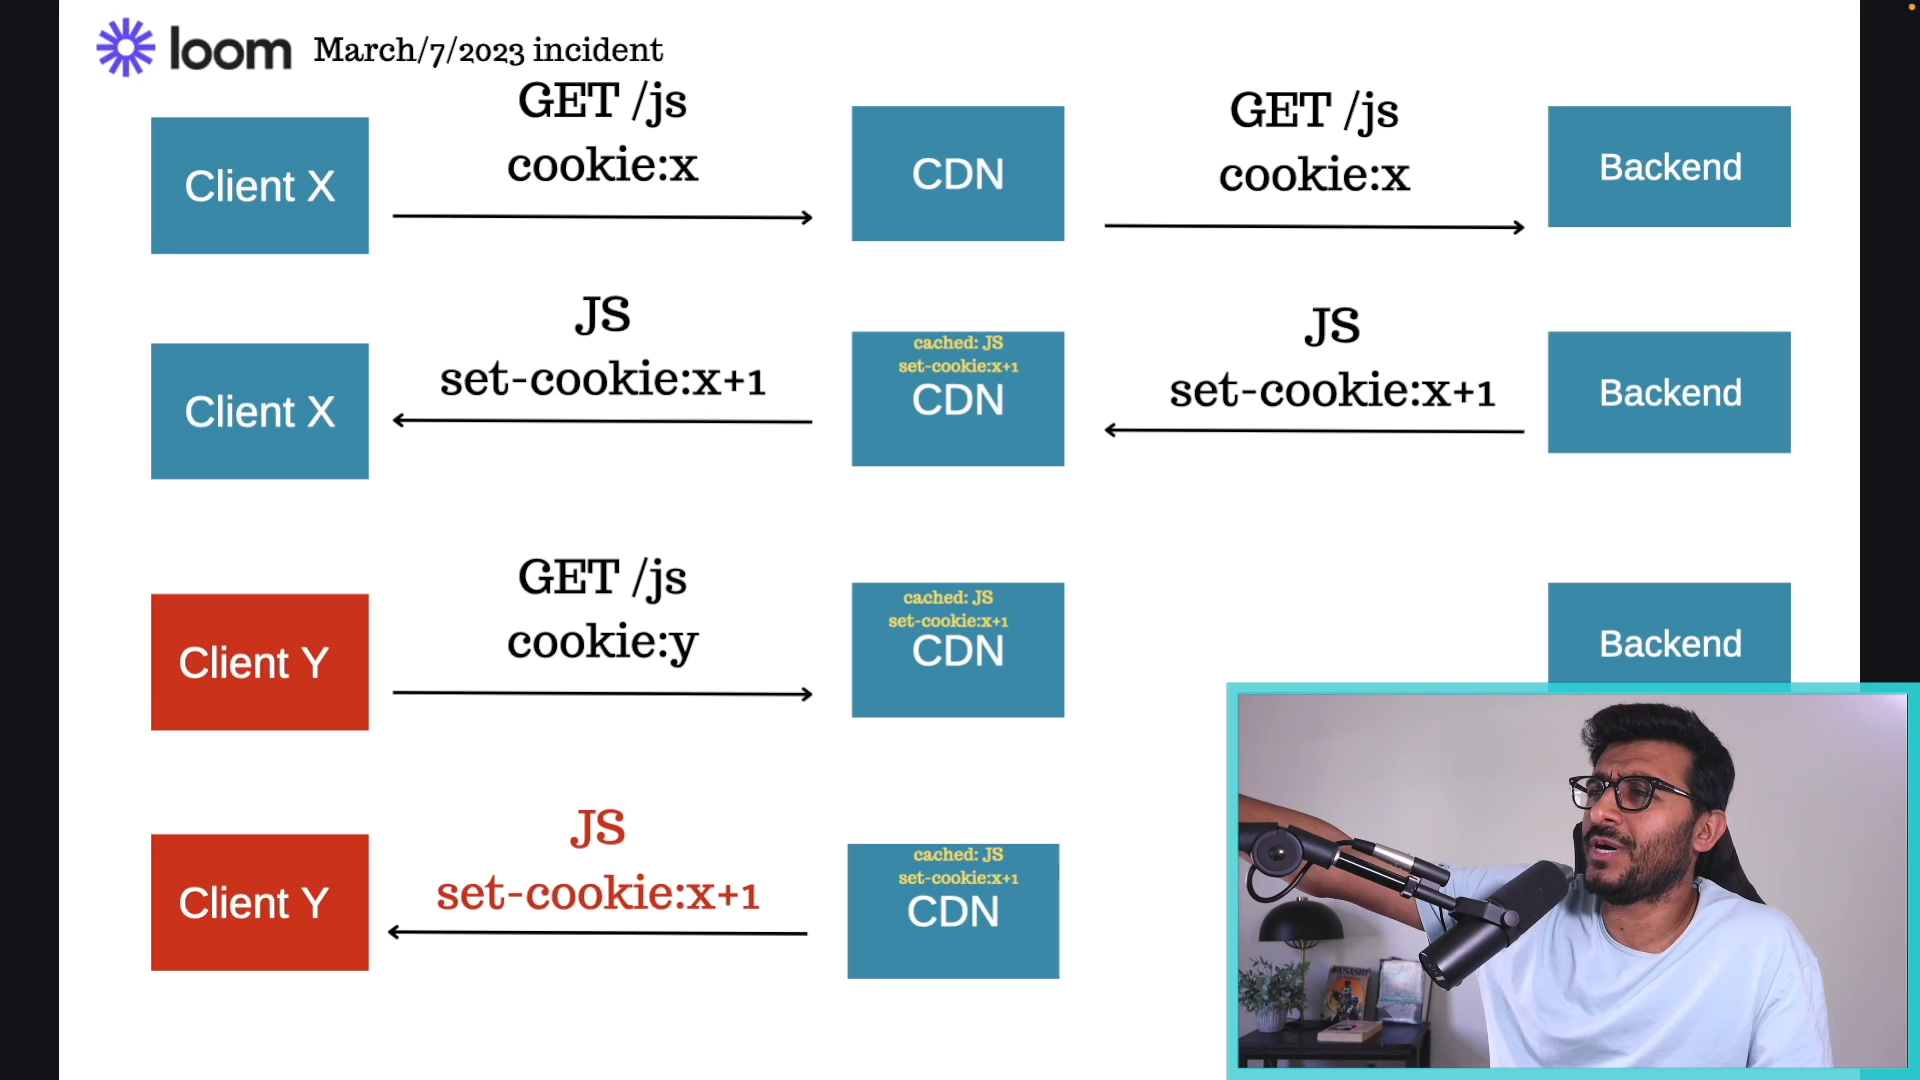 loom March/7/2023 incident
GET /js
cookie:x
GET /js
cookie:x
Client X
CDN
Backend
JS
set-cookie:x+1
cached: JS
set-cookie:x+1
JS
set-cookie:x+1
Client X
CDN
Backend
GET /js
cookie:y
cached: JS
set-cookie:x+1
Client Y
CDN
Backend
JS
set-cookie:x+1
cached: JS
set-cookie:x+1
Client Y
CDN